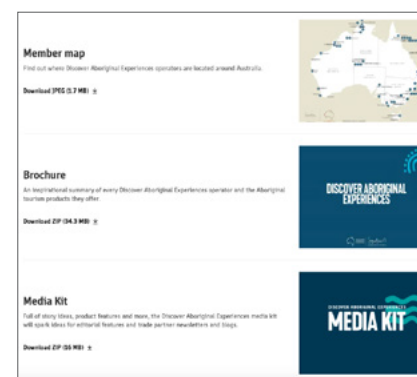 Member map
Find out where Discover Aboriginal Experiences operators are located around Australia.
Download JPEG (1.7 MB)
Brochure
An inspirational summary of every Discover Aboriginal Experiences operator and the Aboriginal
tourism products they offer.
Download ZIP (94.3 MB)
DISCOVER ABORIGINAL
EXPERIENCES
Media Kit
Full of story ideas, product features and more, the Discover Aboriginal Experiences media kit
will spark ideas for editorial features and trade partner newsletters and blogs.
Download ZIP (55 MB)
DISCOVER ABORIGINAL EXPERIENCES
MEDIA KIT